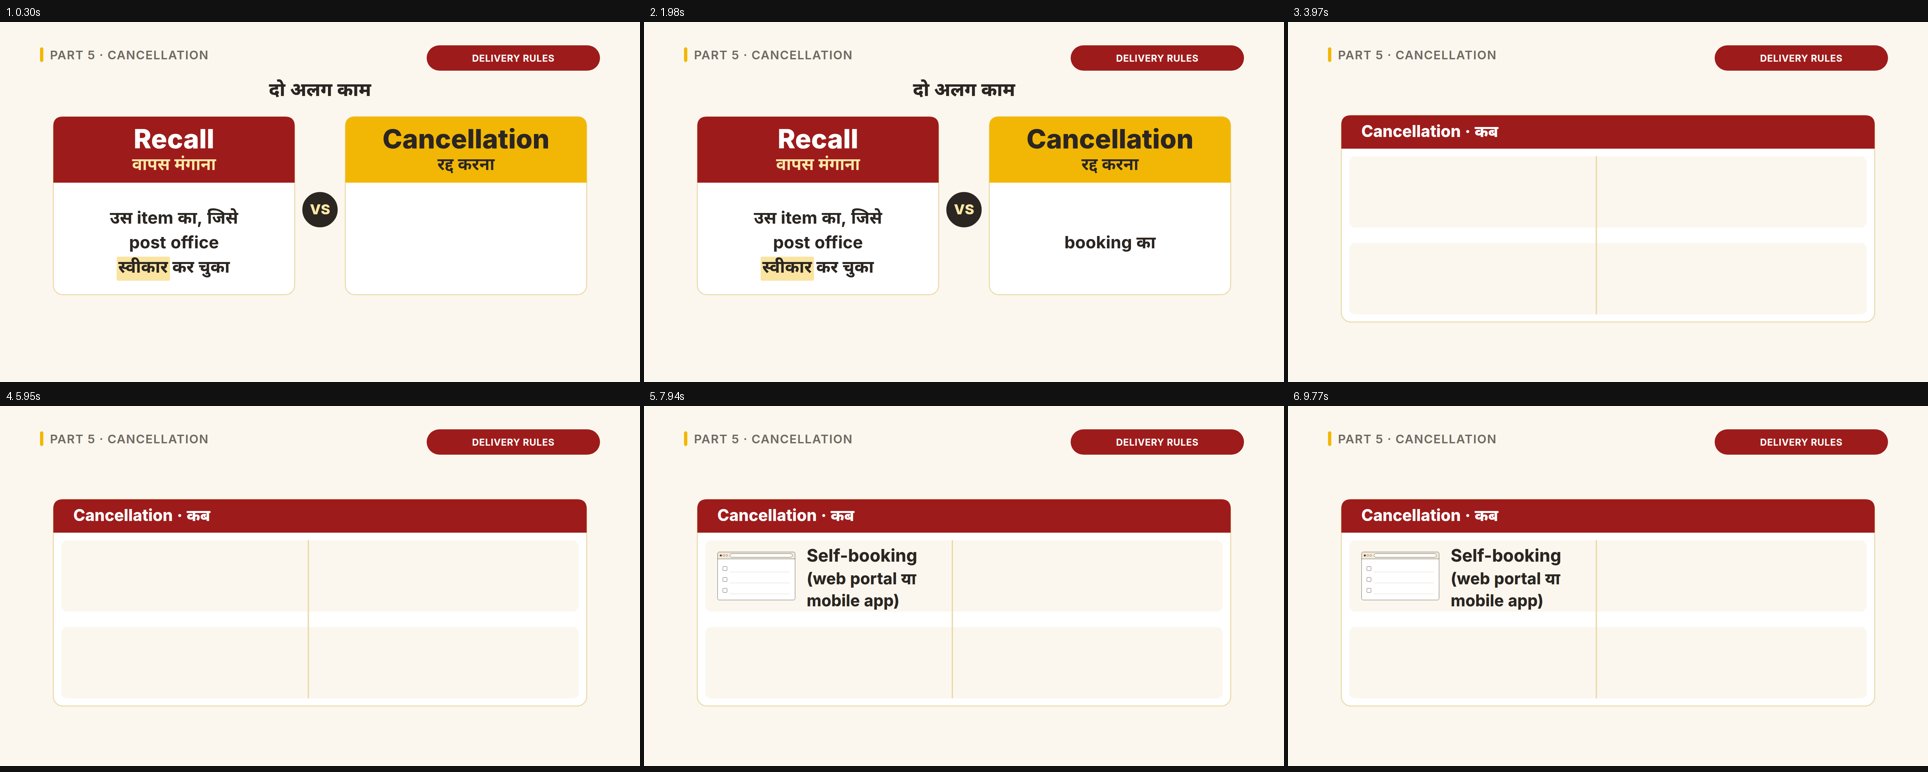 1. 0.30s
PART 5 · CANCELLATION
DELIVERY RULES
दो अलग काम
Recall
वापस मंगाना
उस item का, जिसे
post office
स्वीकार कर चुका
VS
Cancellation
रद्द करना
2. 1.98s
PART 5 · CANCELLATION
DELIVERY RULES
दो अलग काम
Recall
वापस मंगाना
उस item का, जिसे
post office
स्वीकार कर चुका
VS
Cancellation
रद्द करना
booking का
3. 3.97s
PART 5 · CANCELLATION
DELIVERY RULES
Cancellation · कब
4. 5.95s
PART 5 · CANCELLATION
DELIVERY RULES
Cancellation · कब
5. 7.94s
PART 5 · CANCELLATION
DELIVERY RULES
Cancellation · कब
Self-booking
(web portal या
mobile app)
6. 9.77s
PART 5 · CANCELLATION
DELIVERY RULES
Cancellation · कब
Self-booking
(web portal या
mobile app)